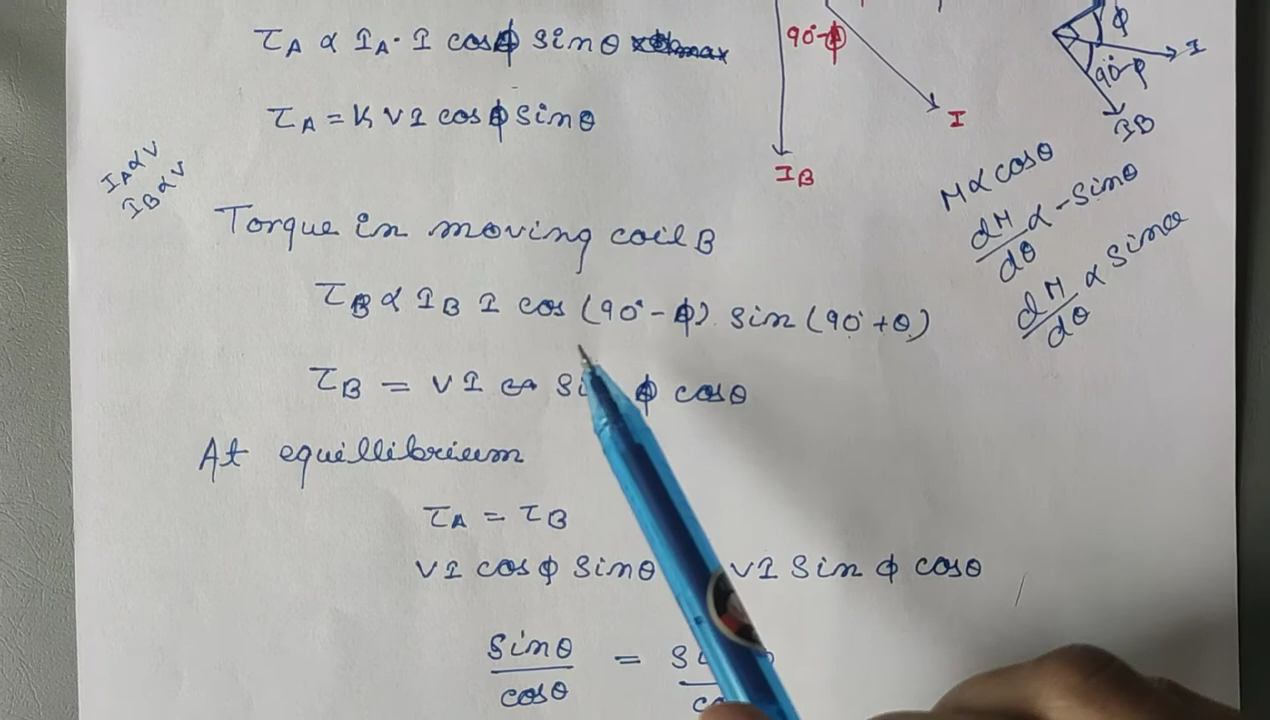 τA ∝ IA · I cosϕ sinθ
90°-ϕ
ϕ
I
90°-ϕ
IB
I
IB
τA = K V I cosϕ sinθ
IA ∝ V
IB ∝ V
M ∝ cosθ
dM/dθ ∝ - sinθ
dM/dθ ∝ sinθ
Torque in moving coil B
τB ∝ IB I cos (90° - ϕ) . sin (90° + θ)
τB = V I ϕ cosθ
At equillibrium
τA = τB
V I cosϕ sinθ V I sin ϕ cosθ
sinθ/cosθ =